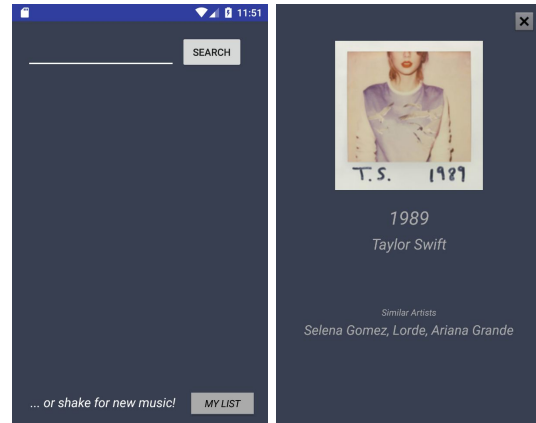 11:51
SEARCH
... or shake for new music!
MY LIST
T.S. 1989
1989
Taylor Swift
Similar Artists
Selena Gomez, Lorde, Ariana Grande